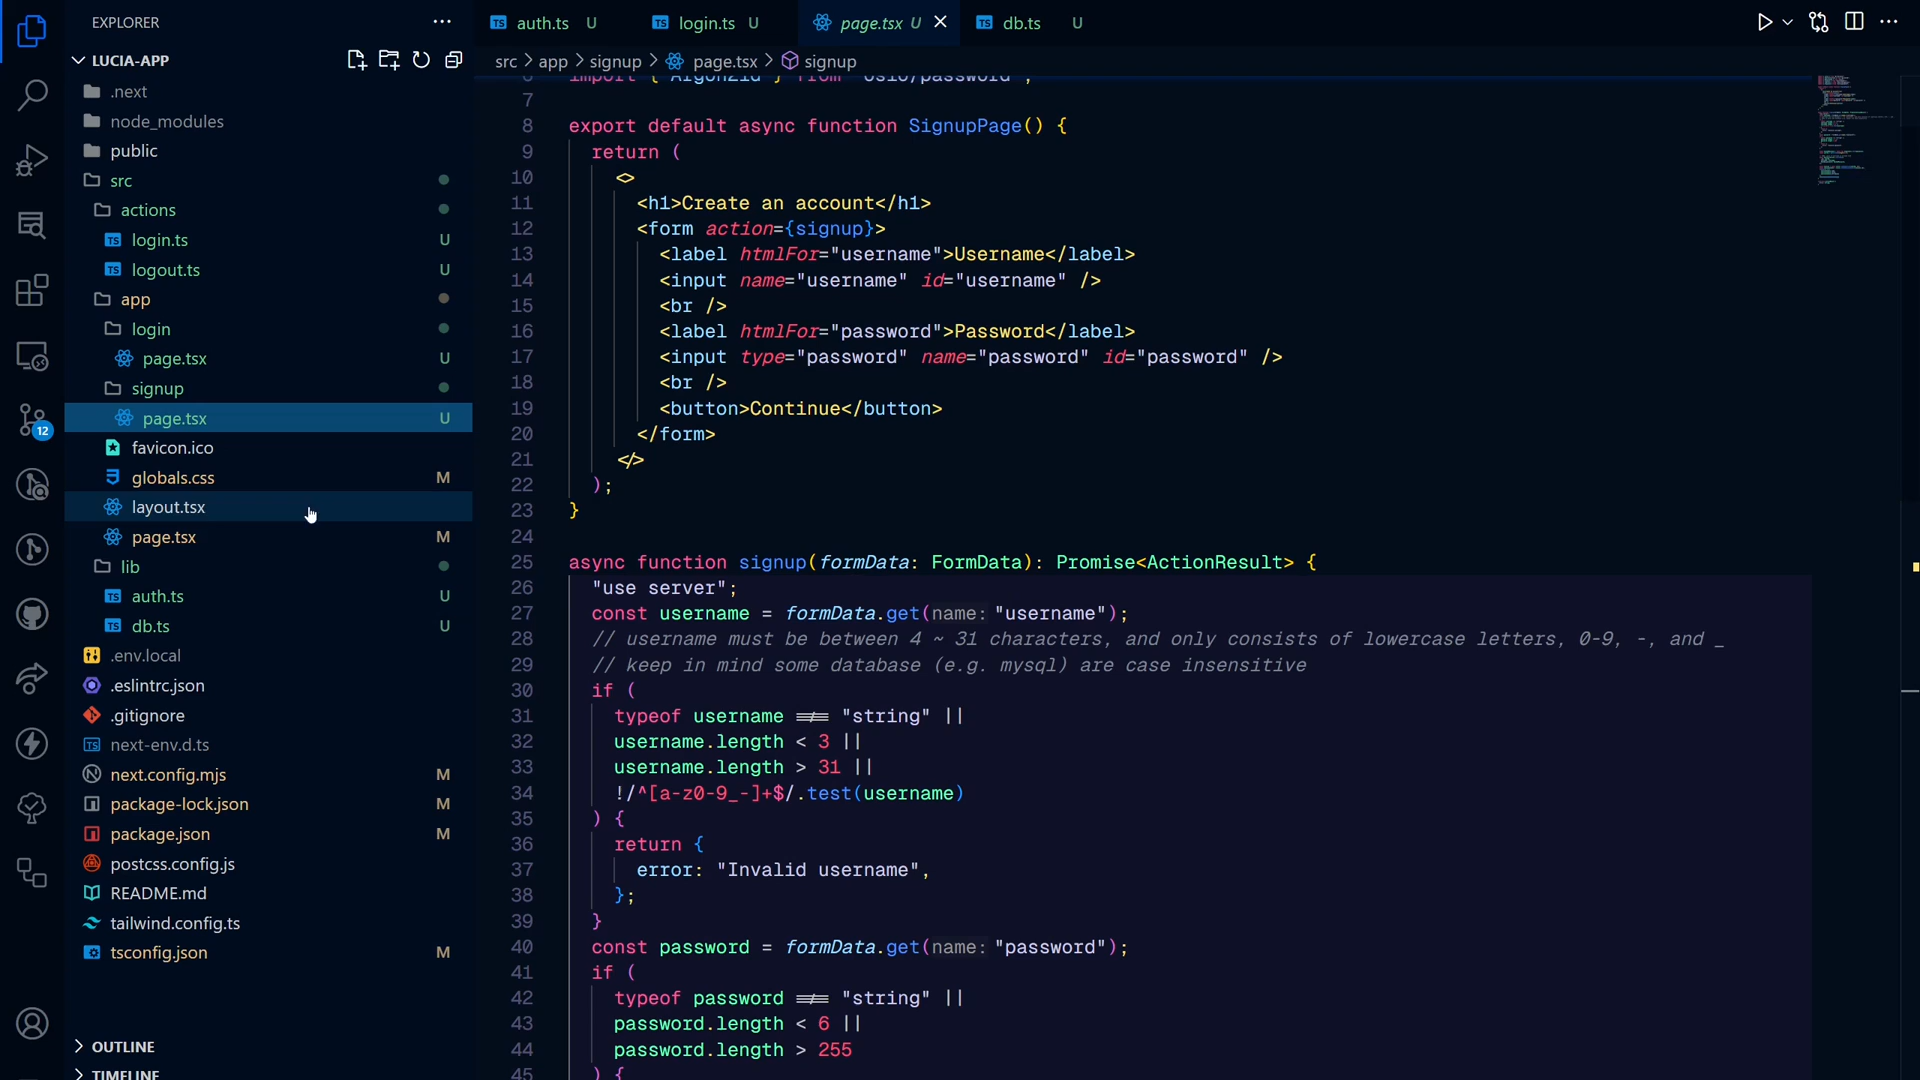 EXPLORER
LUCIA-APP
.next
node_modules
public
src
actions
login.ts U
logout.ts U
app
login
page.tsx U
signup
page.tsx U
favicon.ico
globals.css M
layout.tsx
page.tsx M
lib
auth.ts U
db.ts U
.env.local
.eslintrc.json
.gitignore
next-env.d.ts
next.config.mjs M
package-lock.json M
package.json M
postcss.config.js
README.md
tailwind.config.ts
tsconfig.json M
OUTLINE
TIMELINE
12
auth.ts U
login.ts U
page.tsx U
db.ts U
src > app > signup > page.tsx > signup
6 import { Argon2id } from "oslo/password";
7
8 export default async function SignupPage() {
9 return (
10 <>
11 <h1>Create an account</h1>
12 <form action={signup}>
13 <label htmlFor="username">Username</label>
14 <input name="username" id="username" />
15 <br />
16 <label htmlFor="password">Password</label>
17 <input type="password" name="password" id="password" />
18 <br />
19 <button>Continue</button>
20 </form>
21 </>
22 );
23 }
24
25 async function signup(formData: FormData): Promise<ActionResult> {
26 "use server";
27 const username = formData.get(name: "username");
28 // username must be between 4 ~ 31 characters, and only consists of lowercase letters, 0-9, -, and _
29 // keep in mind some database (e.g. mysql) are case insensitive
30 if (
31 typeof username !== "string" ||
32 username.length < 3 ||
33 username.length > 31 ||
34 !/^[a-z0-9_-]+$/.test(username)
35 ) {
36 return {
37 error: "Invalid username",
38 };
39 }
40 const password = formData.get(name: "password");
41 if (
42 typeof password !== "string" ||
43 password.length < 6 ||
44 password.length > 255
45 ) {